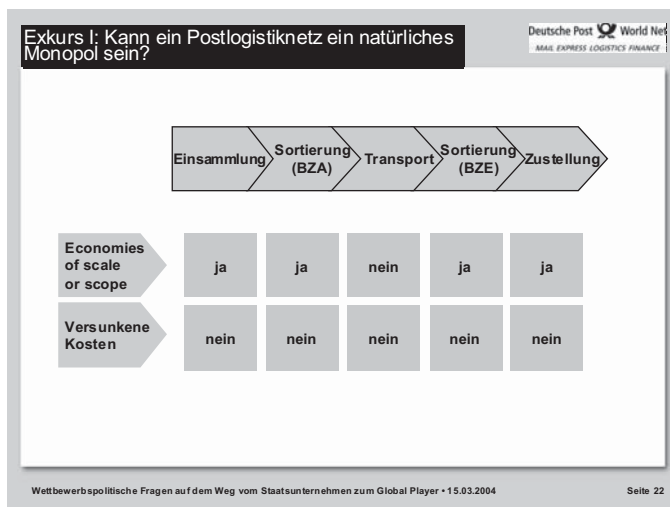 Exkurs I: Kann ein Postlogistiknetz ein natürliches
Monopol sein?
Deutsche Post World Net
MAIL EXPRESS LOGISTICS FINANCE
Einsammlung
Sortierung
(BZA)
Transport
Sortierung
(BZE)
Zustellung
Economies
of scale
or scope
ja
ja
nein
ja
ja
Versunkene
Kosten
nein
nein
nein
nein
nein
Wettbewerbspolitische Fragen auf dem Weg vom Staatsunternehmen zum Global Player • 15.03.2004
Seite 22